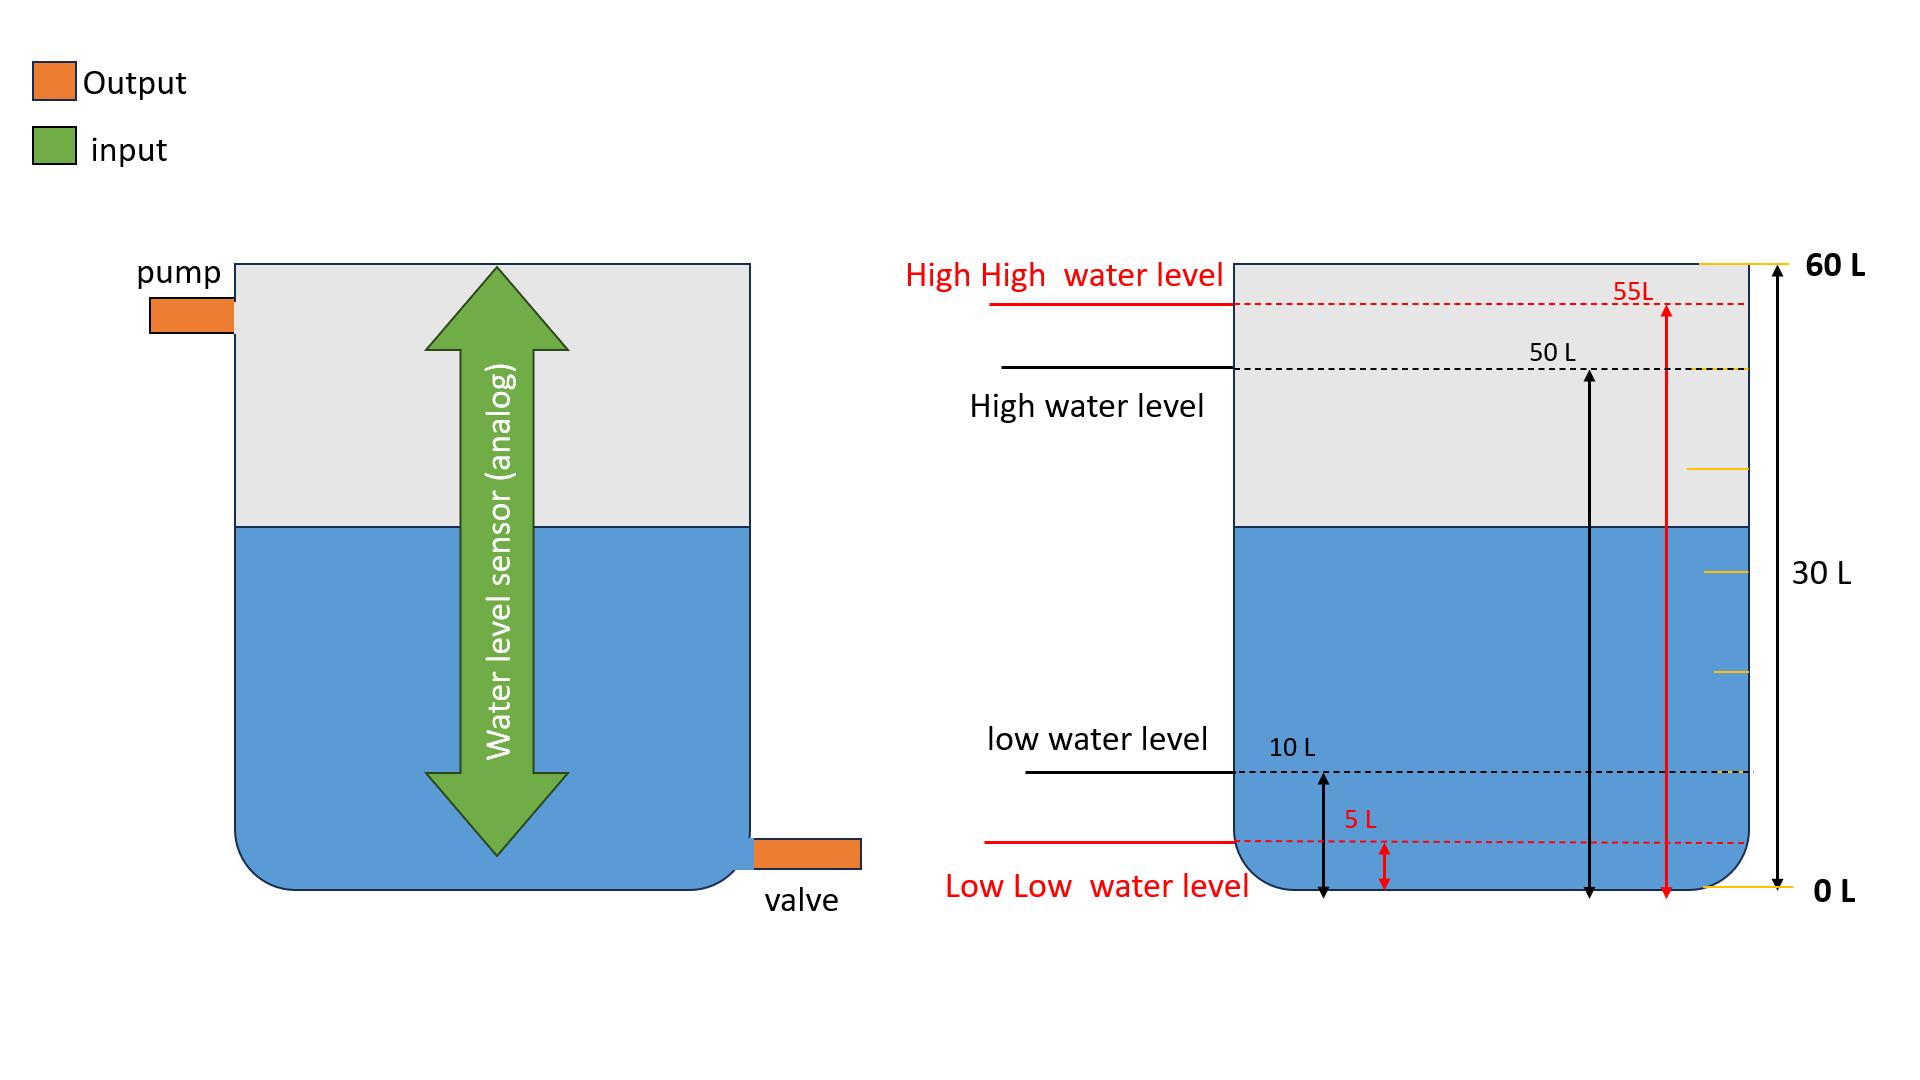 Output
input
pump
Water level sensor (analog)
valve
High High  water level
60 L
55L
50 L
High water level
30 L
low water level
10 L
5 L
Low Low  water level
0 L